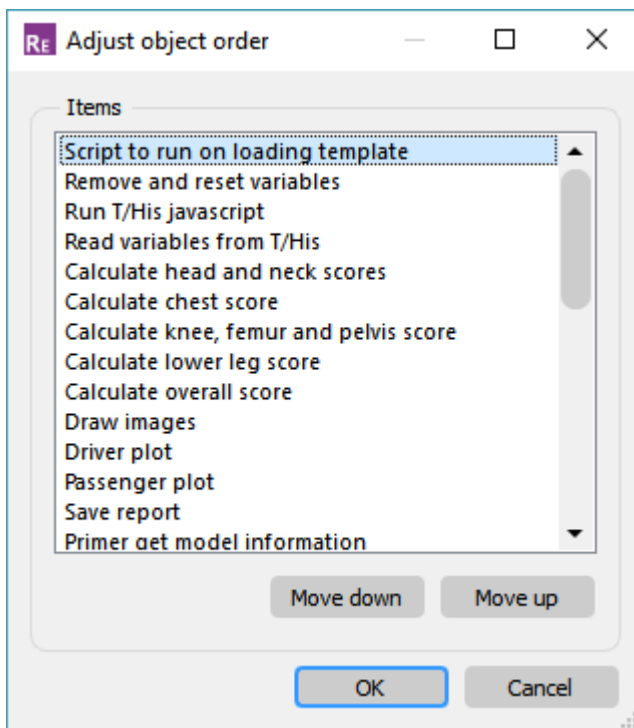 RE Adjust object order
Items
Script to run on loading template
Remove and reset variables
Run T/His javascript
Read variables from T/His
Calculate head and neck scores
Calculate chest score
Calculate knee, femur and pelvis score
Calculate lower leg score
Calculate overall score
Draw images
Driver plot
Passenger plot
Save report
Primer get model information
Move down Move up
OK Cancel